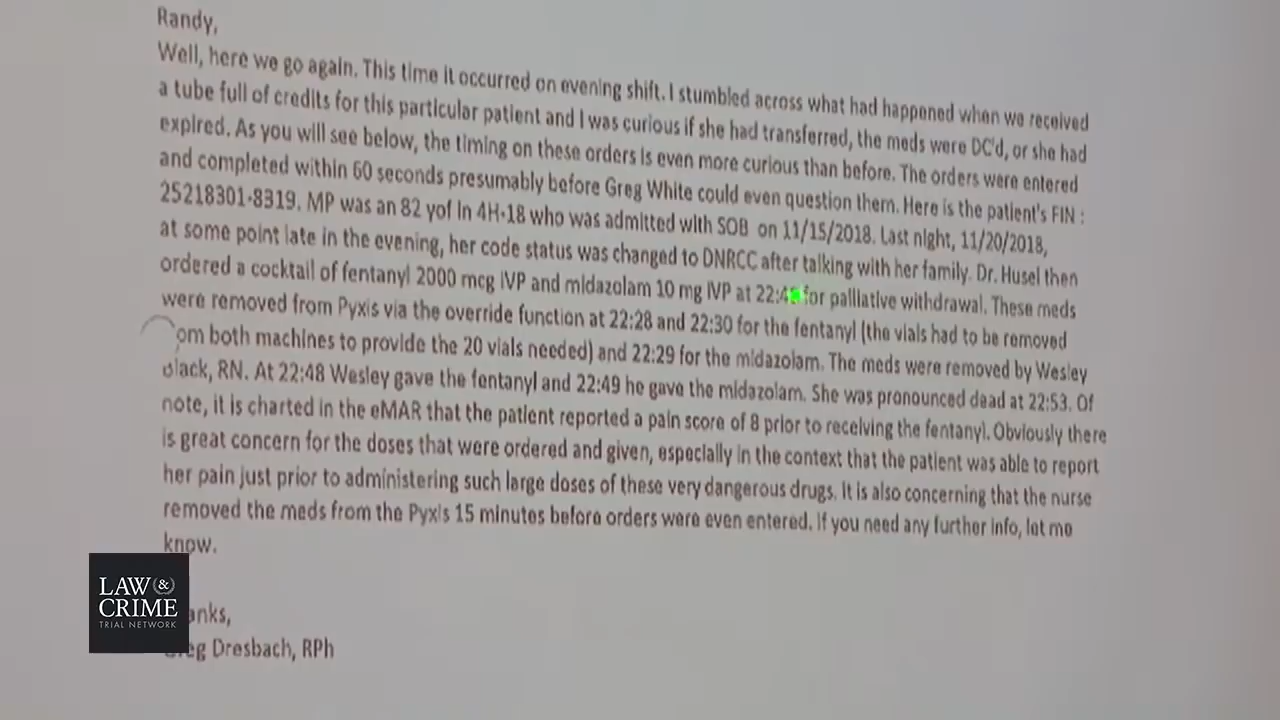 Randy,
Well, here we go again. This time it occurred on evening shift. I stumbled across what had happened when we received
a tube full of credits for this particular patient and I was curious if she had transferred, the meds were DC'd, or she had
expired. As you will see below, the timing on these orders is even more curious than before. The orders were entered
and completed within 60 seconds presumably before Greg White could even question them. Here is the patient's FIN :
25218301-8319. MP was an 82 yof in 4H-18 who was admitted with SOB on 11/15/2018. Last night, 11/20/2018,
at some point late in the evening, her code status was changed to DNRCC after talking with her family. Dr. Husel then
ordered a cocktail of fentanyl 2000 mcg IVP and midazolam 10 mg IVP at for palliative withdrawal. These meds
were removed from Pyxis via the override function at 22:28 and 22:30 for the fentanyl (the vials had to be removed
om both machines to provide the 20 vials needed) and 22:29 for the midazolam. The meds were removed by Wesley
lack, RN. At 22:48 Wesley gave the fentanyl and 22:49 he gave the midazolam. She was pronounced dead at 22:53. Of
note, it is charted in the eMAR that the patient reported a pain score of 8 prior to receiving the fentanyl. Obviously there
is great concern for the doses that were ordered and given, especially in the context that the patient was able to report
her pain just prior to administering such large doses of these very dangerous drugs. It is also concerning that the nurse
removed the meds from the Pyxis 15 minutes before orders were even entered. If you need any further info, let me
know.
anks,
eg Dresbach, RPh
LAW & CRIME
TRIAL NETWORK